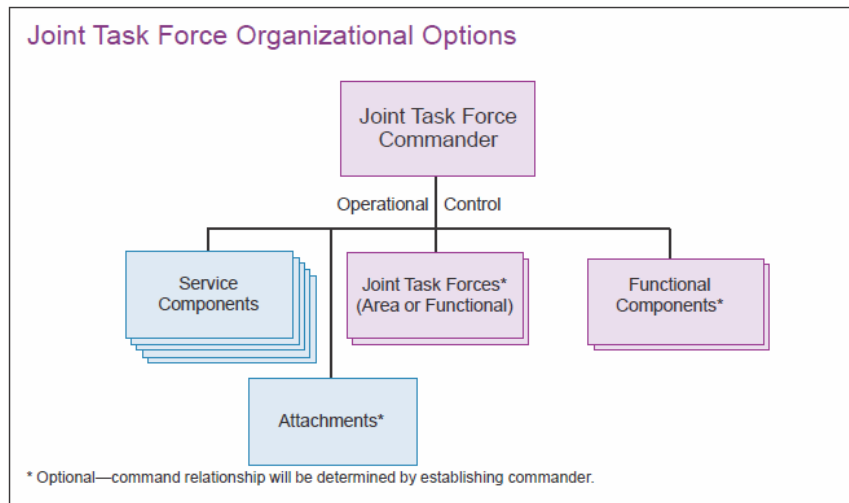 Joint Task Force Organizational Options
Joint Task Force
Commander
Operational Control
Service
Components
Joint Task Forces*
(Area or Functional)
Functional
Components*
Attachments*
* Optional—command relationship will be determined by establishing commander.